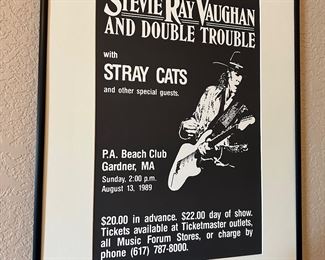 STEVIE RAY VAUGHAN
AND DOUBLE TROUBLE
with
STRAY CATS
and other special guests.
P.A. Beach Club
Gardner, MA
Sunday, 2:00 p.m.
August 13, 1989
$20.00 in advance. $22.00 day of show.
Tickets available at Ticketmaster outlets,
all Music Forum Stores, or charge by
phone (617) 787-8000.